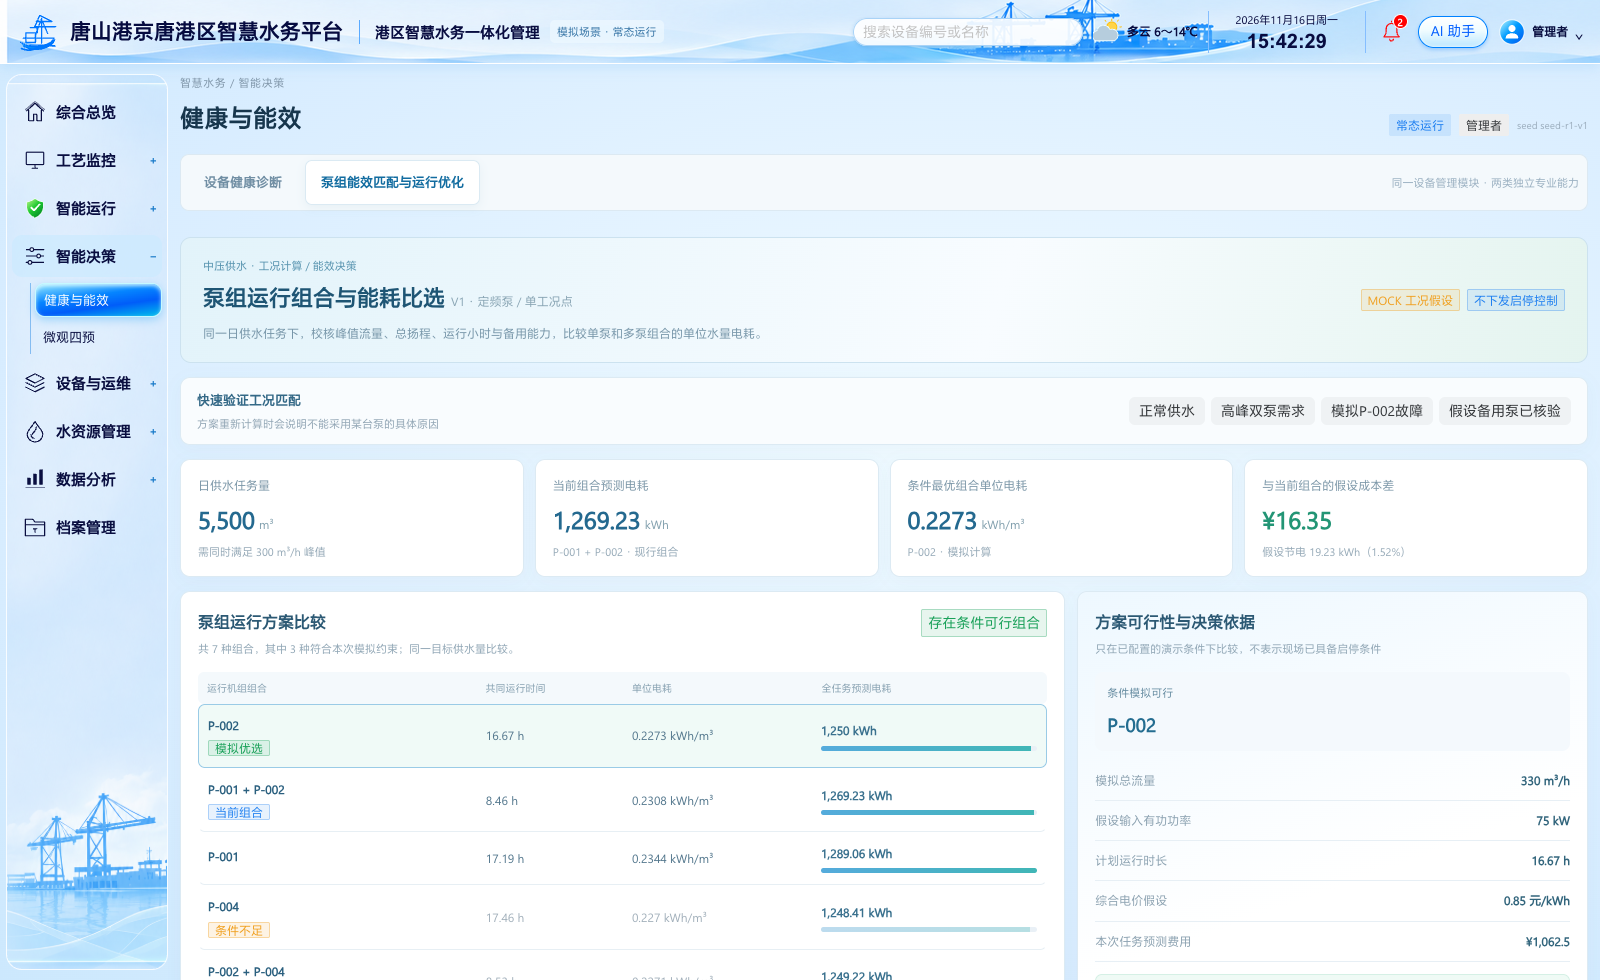 唐山港京唐港区智慧水务平台
港区智慧水务一体化管理
模拟场景 · 常态运行
搜索设备编号或名称
多云 6～14℃
2026年11月16日周一
15:42:29
2
AI 助手
管理者
综合总览
工艺监控 +
智能运行 +
智能决策 −
健康与能效
微观四预
设备与运维 +
水资源管理 +
数据分析 +
档案管理
智慧水务 / 智能决策
健康与能效
常态运行
管理者
seed seed-r1-v1
设备健康诊断
泵组能效匹配与运行优化
同一设备管理模块 · 两类独立专业能力
中压供水 · 工况计算 / 能效决策
泵组运行组合与能耗比选 V1 · 定频泵 / 单工况点
同一日供水任务下，校核峰值流量、总扬程、运行小时与备用能力，比较单泵和多泵组合的单位水量电耗。
MOCK 工况假设
不下发启停控制
快速验证工况匹配
方案重新计算时会说明不能采用某台泵的具体原因
正常供水
高峰双泵需求
模拟P-002故障
假设备用泵已核验
日供水任务量
5,500 m³
需同时满足 300 m³/h 峰值
当前组合预测电耗
1,269.23 kWh
P-001 + P-002 · 现行组合
条件最优组合单位电耗
0.2273 kWh/m³
P-002 · 模拟计算
与当前组合的假设成本差
¥16.35
假设节电 19.23 kWh（1.52%）
泵组运行方案比较
共 7 种组合，其中 3 种符合本次模拟约束；同一目标供水量比较。
存在条件可行组合
运行机组组合 共同运行时间 单位电耗 全任务预测电耗
P-002
模拟优选
16.67 h 0.2273 kWh/m³ 1,250 kWh
P-001 + P-002
当前组合
8.46 h 0.2308 kWh/m³ 1,269.23 kWh
P-001 17.19 h 0.2344 kWh/m³ 1,289.06 kWh
P-004
条件不足
17.46 h 0.227 kWh/m³ 1,248.41 kWh
P-002 + P-004 1,249.22 kWh
方案可行性与决策依据
只在已配置的演示条件下比较，不表示现场已具备启停条件
条件模拟可行
P-002
模拟总流量 330 m³/h
假设输入有功功率 75 kW
计划运行时长 16.67 h
综合电价假设 0.85 元/kWh
本次任务预测费用 ¥1,062.5